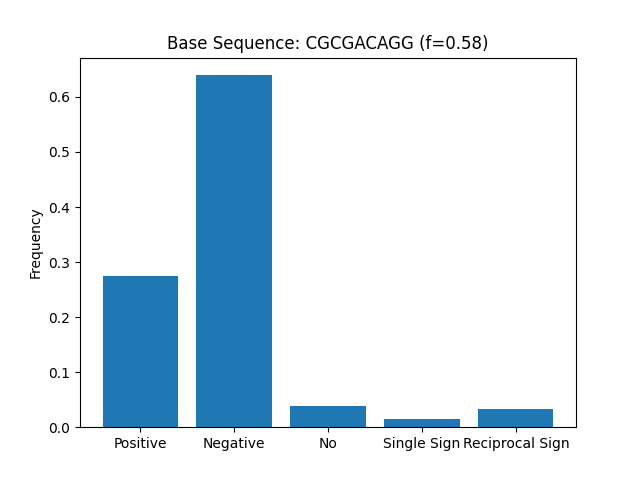 Base Sequence: CGCGACAGG (f=0.58)
Frequency
0.6
0.5
0.4
0.3
0.2
0.1
0.0
Positive Negative No Single Sign Reciprocal Sign